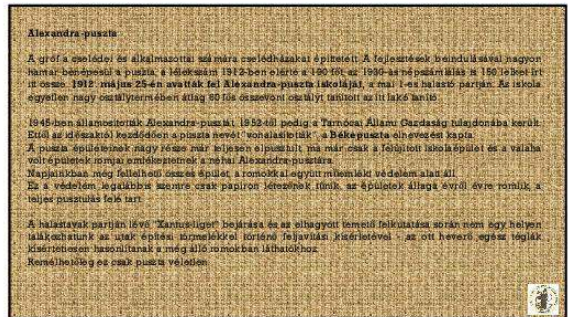 Alexandra-puszta
A gróf a cselédei és alkalmazottai számára cselédházakat építtetett. A fejlesztések beindulásával nagyon
hamar benépesül a puszta, a lélekszám 1912-ben elérte a 190 főt, az 1930-as népszámlálás is 150 lelket írt
itt össze. 1912. május 25-én avatták fel Alexandra-puszta iskoláját, a mai 1-es halastó partján. Az iskola
egyetlen nagy osztálytermében átlag 60 fős összevont osztályt tanított az itt lakó tanító.
1945-ben államosították Alexandra-pusztát, 1952-től pedig a Tarnócai Állami Gazdaság tulajdonába került.
Ettől az időszaktól kezdődően a puszta nevét "vonalasították", a Békepuszta elnevezést kapta.
A puszta épületeinek nagy része már teljesen elpusztult, ma már csak a felújított iskolaépület és a valaha
volt épületek romjai emlékeztetnek a néhai Alexandra-pusztára.
Napjainkban még fellelhető összes épület, a romokkal együtt műemléki védelem alatt áll.
Ez a védelem legalábbis szemre csak papíron létezőnek tűnik, az épületek állaga évről évre romlik, a
teljes pusztulás felé tart.
A halastavak partján lévő "Xantus-liget" bejárása és az elhagyott temető felkutatása során nem egy helyen
találkoztunk az utak építési törmelékkel történő feljavítási kísérletével - az ott heverő egész téglák
kísértetiesen hasonlítanak a még álló romokban láthatókhoz.
Remélhetőleg ez csak puszta véletlen.